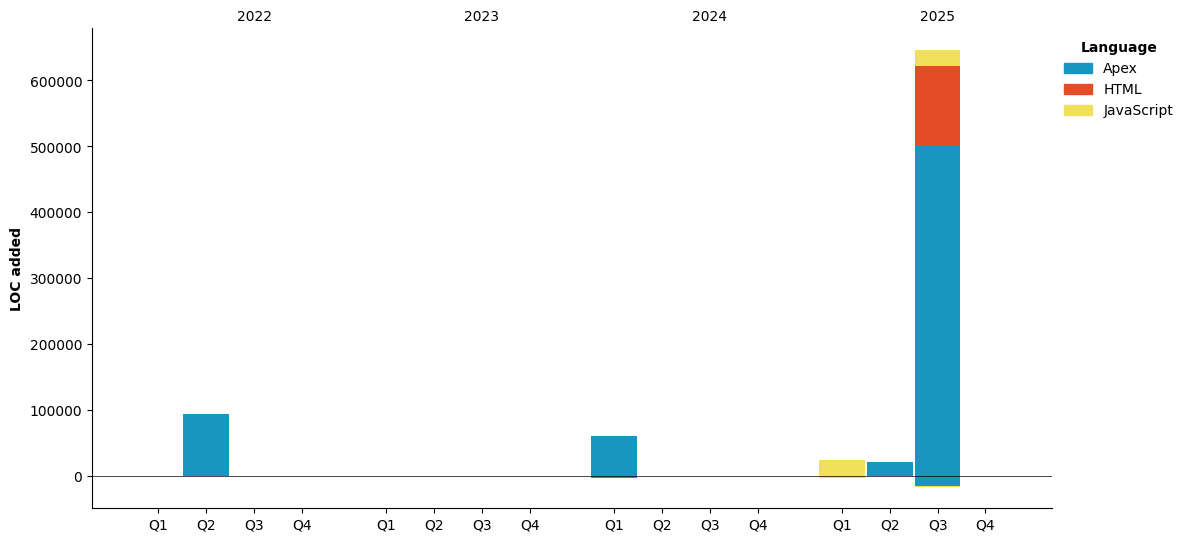 2022 2023 2024 2025
Language
Apex
HTML
JavaScript
600000
500000
400000
300000
200000
100000
0
LOC added
Q1 Q2 Q3 Q4 Q1 Q2 Q3 Q4 Q1 Q2 Q3 Q4 Q1 Q2 Q3 Q4